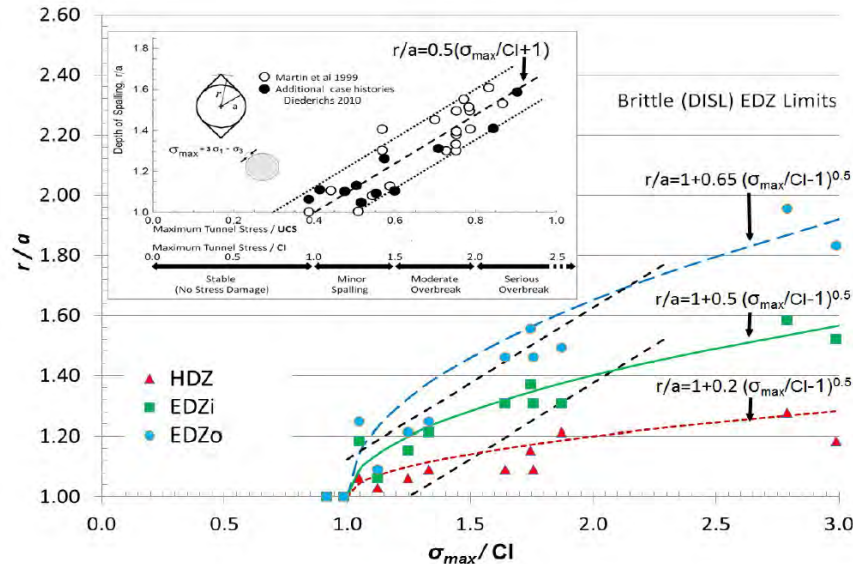 2.60
2.40
2.20
2.00
1.80
1.60
1.40
1.20
1.00
r/a
0.0
0.5
1.0
1.5
2.0
2.5
3.0
σmax/ CI
Brittle (DISL) EDZ Limits
r/a=1+0.65 (σmax/CI-1)^0.5
r/a=1+0.5 (σmax/CI-1)^0.5
r/a=1+0.2 (σmax/CI-1)^0.5
HDZ
EDZi
EDZo
r/a=0.5(σmax/CI+1)
Depth of Spalling, r/a
1.8
1.6
1.4
1.2
1.0
r
a
σmax=3 σ1 - σ3
Martin et al 1999
Additional case histories
Diederichs 2010
0.0
0.2
0.4
0.6
0.8
1.0
Maximum Tunnel Stress / UCS
Maximum Tunnel Stress / CI
0.0
0.5
1.0
1.5
2.0
2.5
Stable
(No Stress Damage)
Minor
Spalling
Moderate
Overbreak
Serious
Overbreak